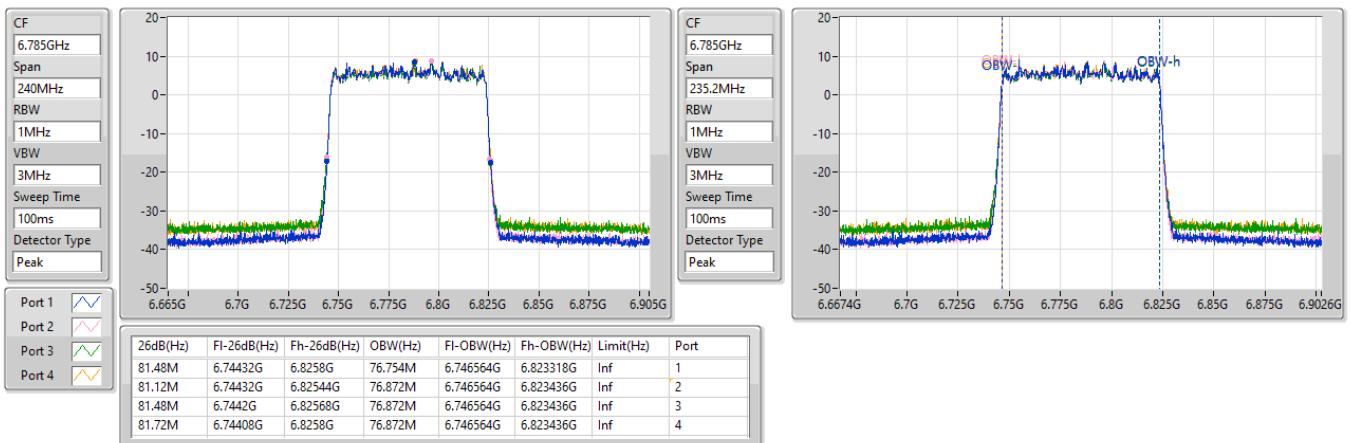 CF
6.785GHz
Span
240MHz
RBW
1MHz
VBW
3MHz
Sweep Time
100ms
Detector Type
Peak
20
10
0
-10
-20
-30
-40
-50
6.665G 6.7G 6.725G 6.75G 6.775G 6.8G 6.825G 6.85G 6.875G 6.905G
CF
6.785GHz
Span
235.2MHz
RBW
1MHz
VBW
3MHz
Sweep Time
100ms
Detector Type
Peak
20
10
0
-10
-20
-30
-40
-50
OBW-l OBW-h
6.66674G 6.7G 6.725G 6.75G 6.775G 6.8G 6.825G 6.85G 6.875G 6.9026G
Port 1
Port 2
Port 3
Port 4
26dB(Hz) Fl-26dB(Hz) Fh-26dB(Hz) OBW(Hz) Fl-OBW(Hz) Fh-OBW(Hz) Limit(Hz) Port
81.48M 6.74432G 6.8258G 76.754M 6.746564G 6.823318G Inf 1
81.12M 6.74432G 6.82544G 76.872M 6.746564G 6.823436G Inf 2
81.48M 6.7442G 6.82568G 76.872M 6.746564G 6.823436G Inf 3
81.72M 6.74408G 6.8258G 76.872M 6.746564G 6.823436G Inf 4